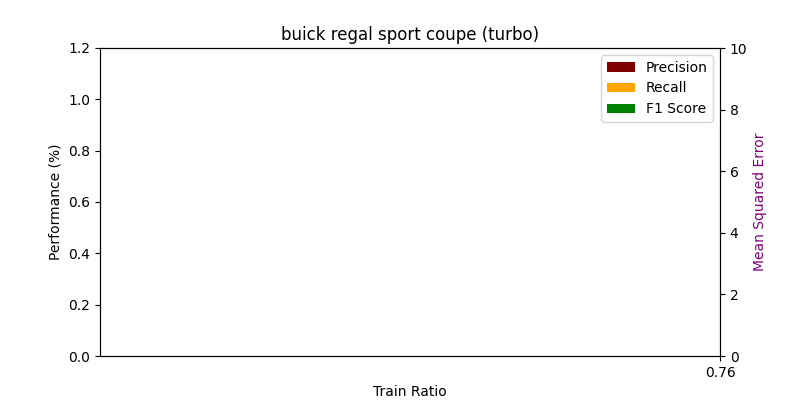 buick regal sport coupe (turbo)
1.2
1.0
0.8
0.6
0.4
0.2
0.0
Performance (%)
Precision
Recall
F1 Score
10
8
6
4
2
0
Mean Squared Error
0.76
Train Ratio